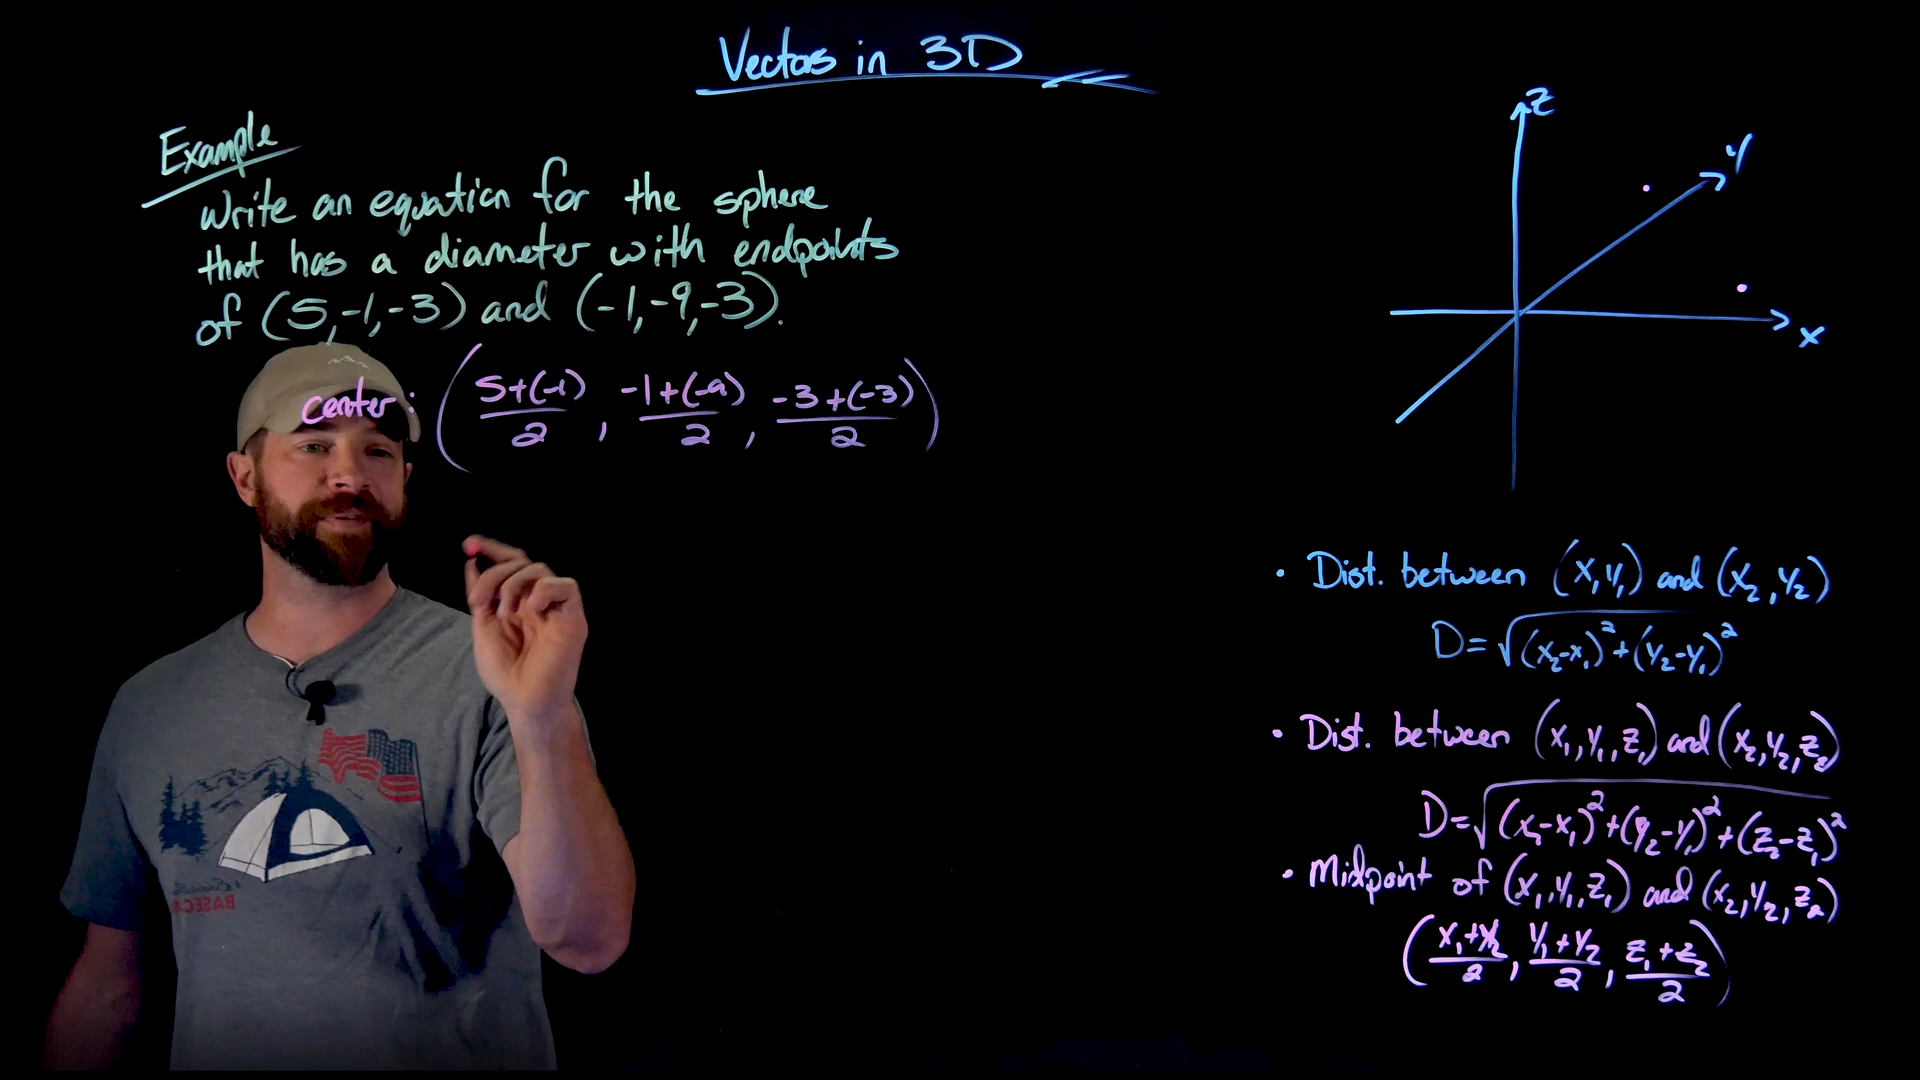 Vectors in 3D
Example
Write an equation for the sphere
that has a diameter with endpoints
of (5,-1,-3) and (-1,-9,-3).
center: ( (5+(-1))/2 , (-1+(-9))/2 , (-3+(-3))/2 )
z
y
x
• Dist. between (x₁y₁) and (x₂,y₂)
D=√((x₂-x₁)²+(y₂-y₁)²)
• Dist. between (x₁,y₁,z₁) and (x₂,y₂,z₂)
D=√((x₂-x₁)²+(y₂-y₁)²+(z₂-z₁)²)
• Midpoint of (x₁,y₁,z₁) and (x₂,y₂,z₂)
( (x₁+x₂)/2 , (y₁+y₂)/2 , (z₁+z₂)/2 )